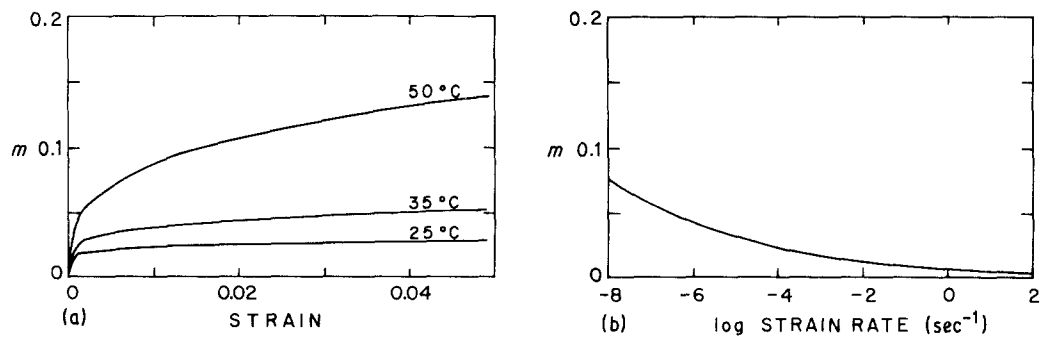 0.2
m 0.1
0
50 °C
35 °C
25 °C
0 0.02 0.04
(a) STRAIN
0.2
m 0.1
0
-8 -6 -4 -2 0 2
(b) log STRAIN RATE (sec⁻¹)